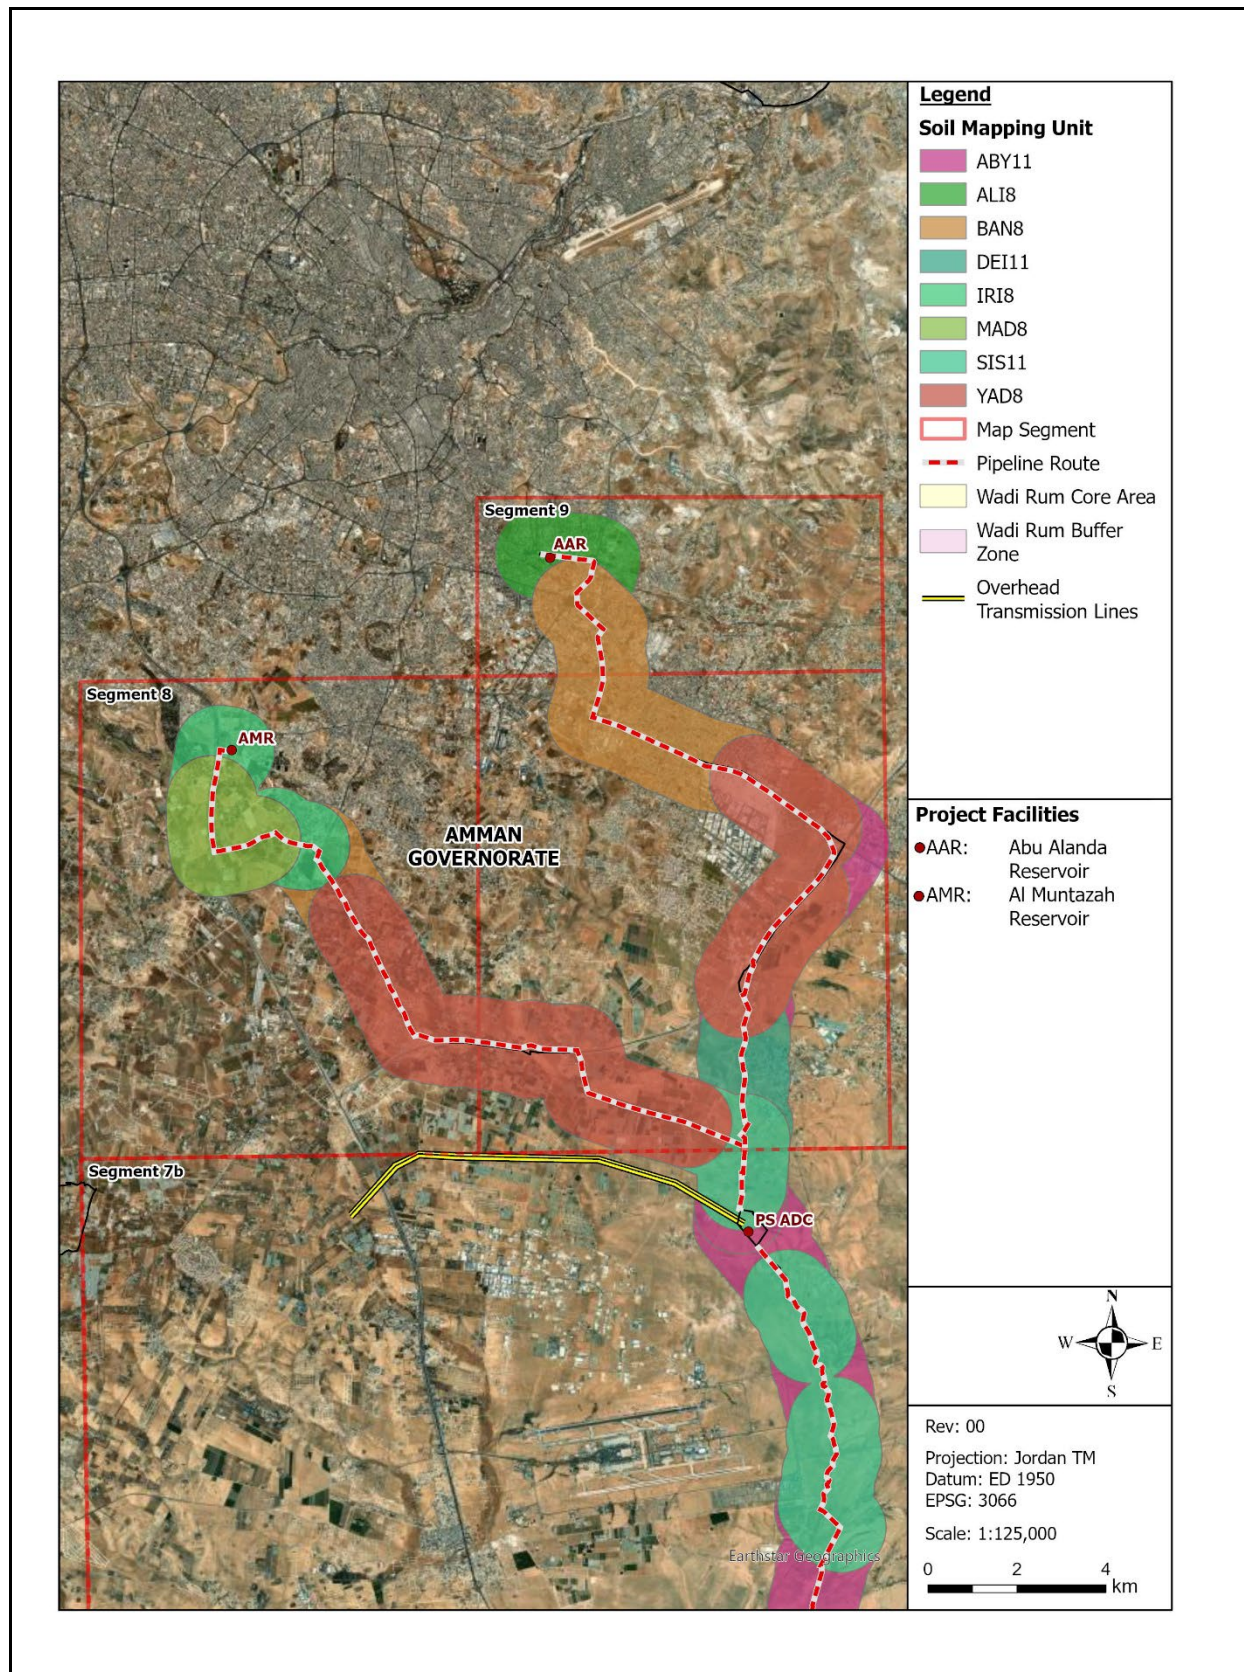 Segment 9
AAR
Segment 8
AMR
AMMAN
GOVERNORATE
Segment 7b
PS ADC
Earthstar Geographics
Legend
Soil Mapping Unit
ABY11
ALI8
BAN8
DEI11
IRI8
MAD8
SIS11
YAD8
Map Segment
Pipeline Route
Wadi Rum Core Area
Wadi Rum Buffer
Zone
Overhead
Transmission Lines
Project Facilities
AAR: Abu Alanda
Reservoir
AMR: Al Muntazah
Reservoir
N
W E
S
Rev: 00
Projection: Jordan TM
Datum: ED 1950
EPSG: 3066
Scale: 1:125,000
0 2 4
km